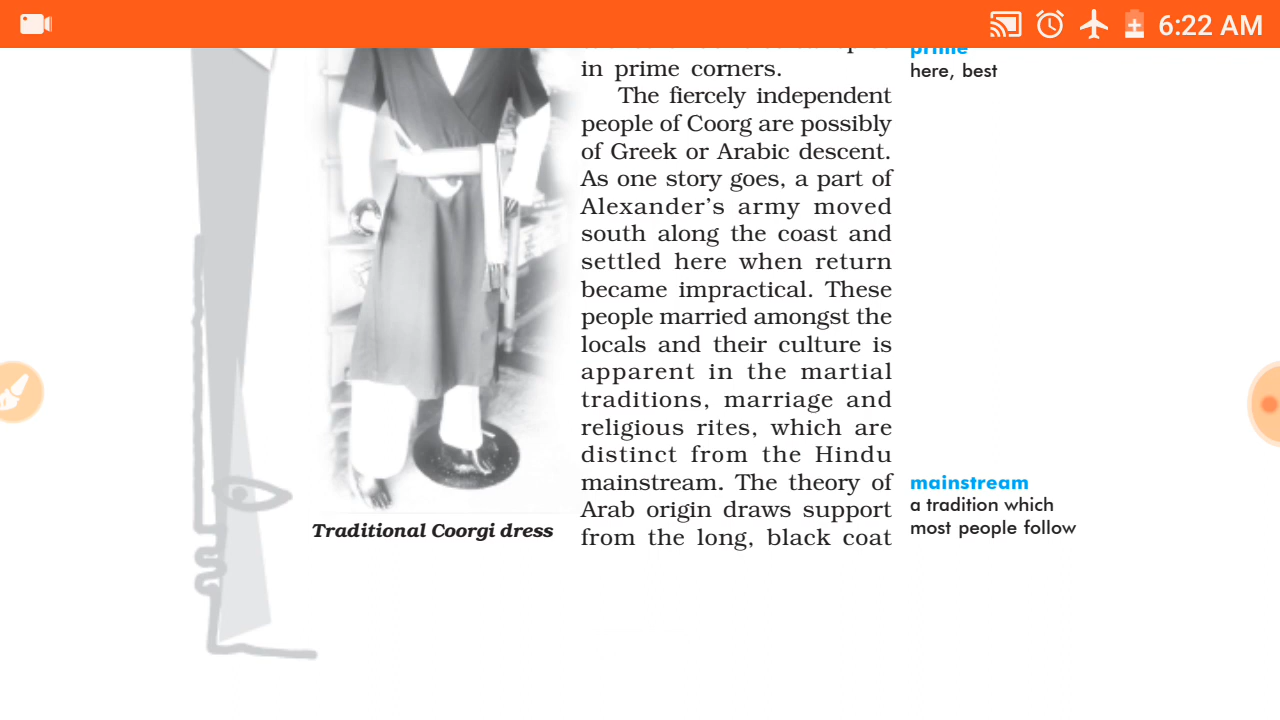 6:22 AM
in prime corners.
The fiercely independent
people of Coorg are possibly
of Greek or Arabic descent.
As one story goes, a part of
Alexander's army moved
south along the coast and
settled here when return
became impractical. These
people married amongst the
locals and their culture is
apparent in the martial
traditions, marriage and
religious rites, which are
distinct from the Hindu
mainstream. The theory of
Arab origin draws support
from the long, black coat
prime
here, best
mainstream
a tradition which
most people follow
Traditional Coorgi dress